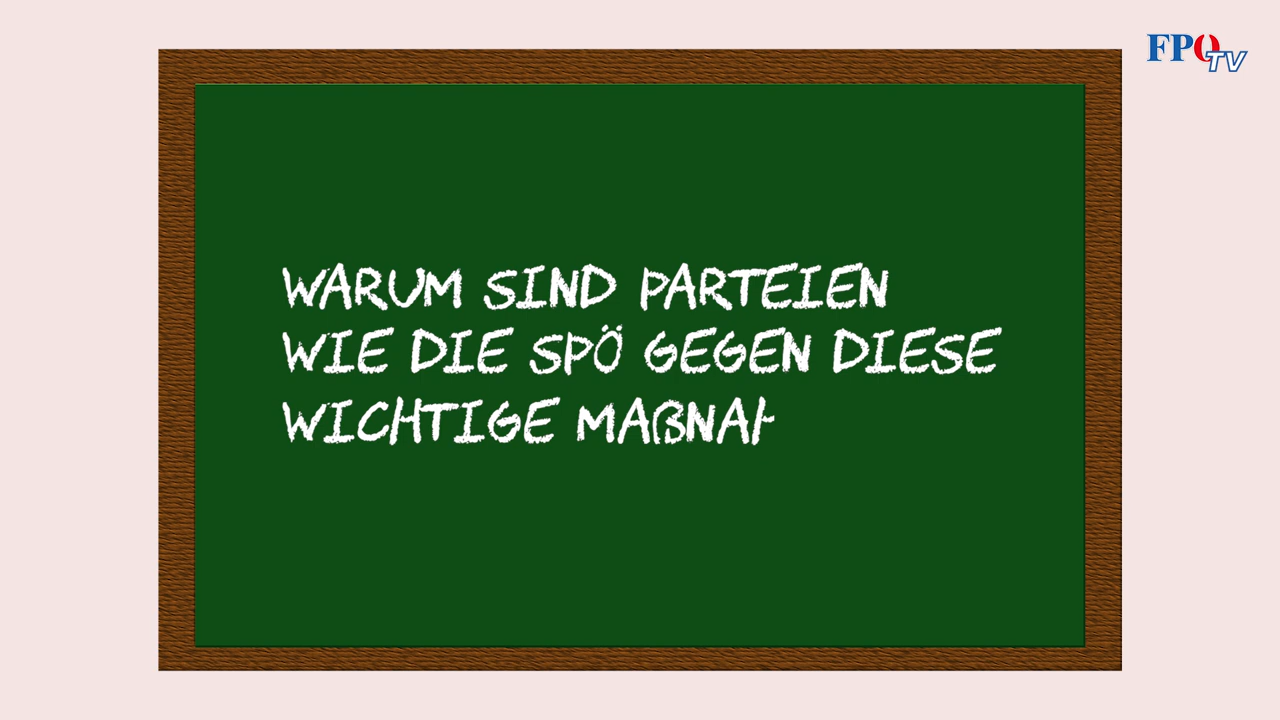 FPÖ TV
WARUM SIND PARTEIEN
WIE DIE SPÖ GEGEN DIESE
WICHTIGE